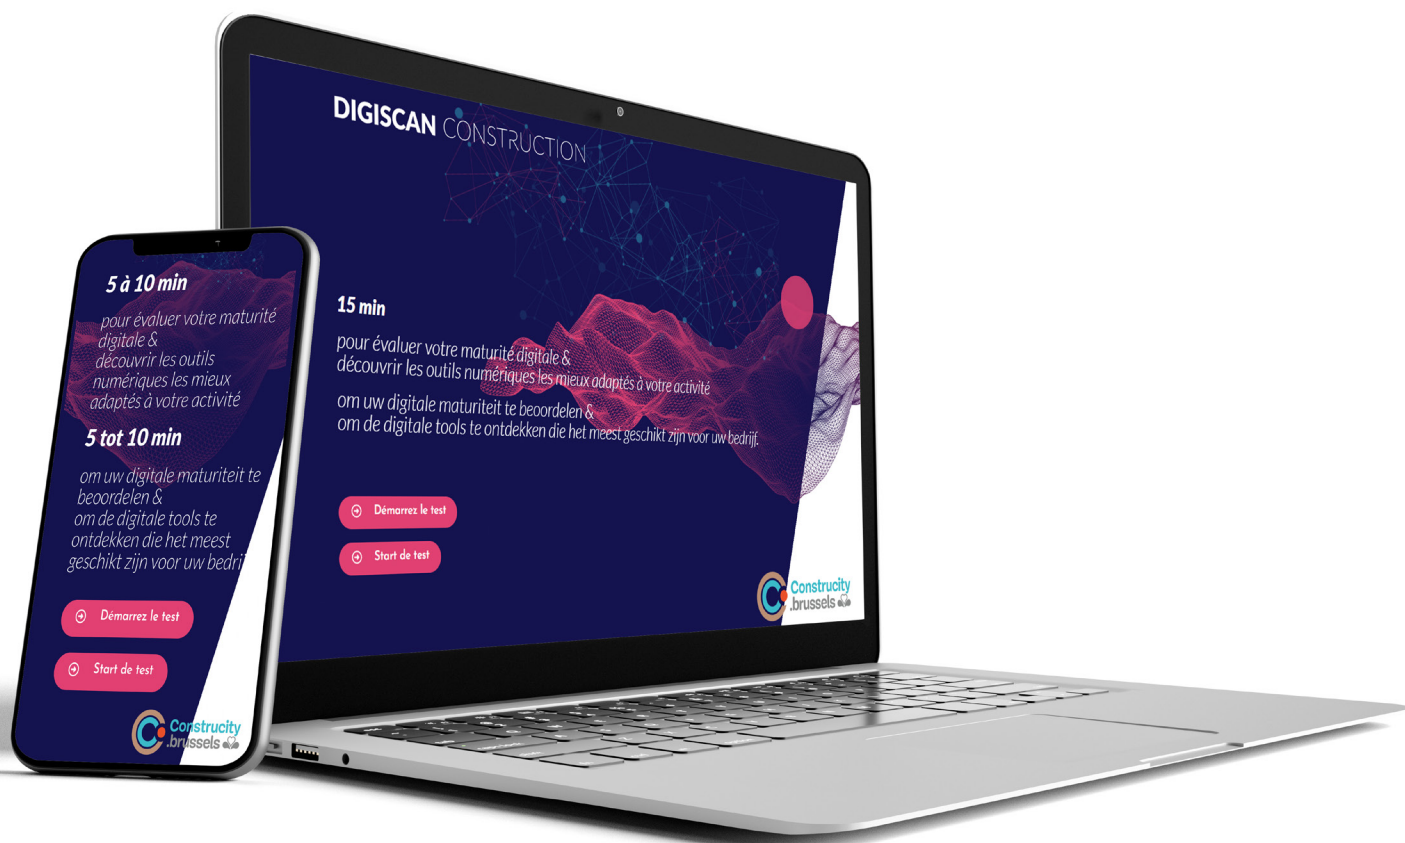 DIGISCAN CONSTRUCTION
15 min
pour évaluer votre maturité digitale &
découvrir les outils numériques les mieux adaptés à votre activité
om uw digitale maturiteit te beoordelen &
om de digitale tools te ontdekken die het meest geschikt zijn voor uw bedrijf.
Démarrez le test
Start de test
Construcity
.brussels
5 à 10 min
pour évaluer votre maturité
digitale &
découvrir les outils
numériques les mieux
adaptés à votre activité
5 tot 10 min
om uw digitale maturiteit te
beoordelen &
om de digitale tools te
ontdekken die het meest
geschikt zijn voor uw bedrij
Démarrez le test
Start de test
Construcity
.brussels